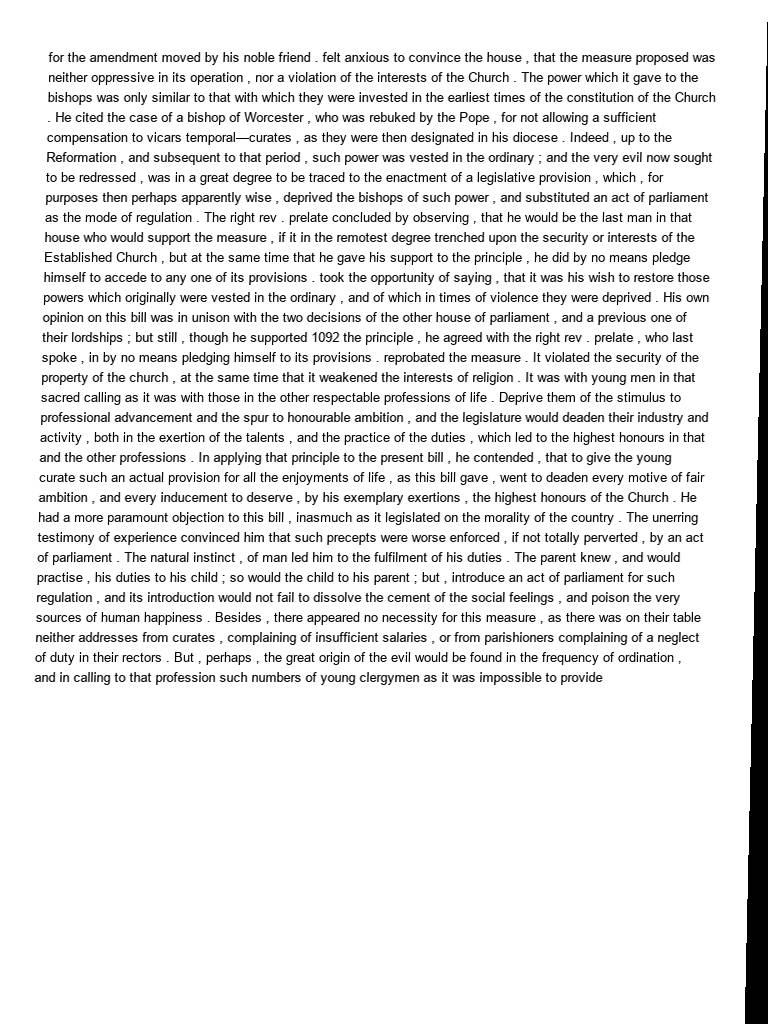 for the amendment moved by his noble friend . felt anxious to convince the house , that the measure proposed was
neither oppressive in its operation , nor a violation of the interests of the Church . The power which it gave to the
bishops was only similar to that with which they were invested in the earliest times of the constitution of the Church
. He cited the case of a bishop of Worcester , who was rebuked by the Pope , for not allowing a sufficient
compensation to vicars temporal—curates , as they were then designated in his diocese . Indeed , up to the
Reformation , and subsequent to that period , such power was vested in the ordinary ; and the very evil now sought
to be redressed , was in a great degree to be traced to the enactment of a legislative provision , which , for
purposes then perhaps apparently wise , deprived the bishops of such power , and substituted an act of parliament
as the mode of regulation . The right rev . prelate concluded by observing , that he would be the last man in that
house who would support the measure , if it in the remotest degree trenched upon the security or interests of the
Established Church , but at the same time that he gave his support to the principle , he did by no means pledge
himself to accede to any one of its provisions . took the opportunity of saying , that it was his wish to restore those
powers which originally were vested in the ordinary , and of which in times of violence they were deprived . His own
opinion on this bill was in unison with the two decisions of the other house of parliament , and a previous one of
their lordships ; but still , though he supported 1092 the principle , he agreed with the right rev . prelate , who last
spoke , in by no means pledging himself to its provisions . reprobated the measure . It violated the security of the
property of the church , at the same time that it weakened the interests of religion . It was with young men in that
sacred calling as it was with those in the other respectable professions of life . Deprive them of the stimulus to
professional advancement and the spur to honourable ambition , and the legislature would deaden their industry and
activity , both in the exertion of the talents , and the practice of the duties , which led to the highest honours in that
and the other professions . In applying that principle to the present bill , he contended , that to give the young
curate such an actual provision for all the enjoyments of life , as this bill gave , went to deaden every motive of fair
ambition , and every inducement to deserve , by his exemplary exertions , the highest honours of the Church . He
had a more paramount objection to this bill , inasmuch as it legislated on the morality of the country . The unerring
testimony of experience convinced him that such precepts were worse enforced , if not totally perverted , by an act
of parliament . The natural instinct , of man led him to the fulfilment of his duties . The parent knew , and would
practise , his duties to his child ; so would the child to his parent ; but , introduce an act of parliament for such
regulation , and its introduction would not fail to dissolve the cement of the social feelings , and poison the very
sources of human happiness . Besides , there appeared no necessity for this measure , as there was on their table
neither addresses from curates , complaining of insufficient salaries , or from parishioners complaining of a neglect
of duty in their rectors . But , perhaps , the great origin of the evil would be found in the frequency of ordination ,
and in calling to that profession such numbers of young clergymen as it was impossible to provide